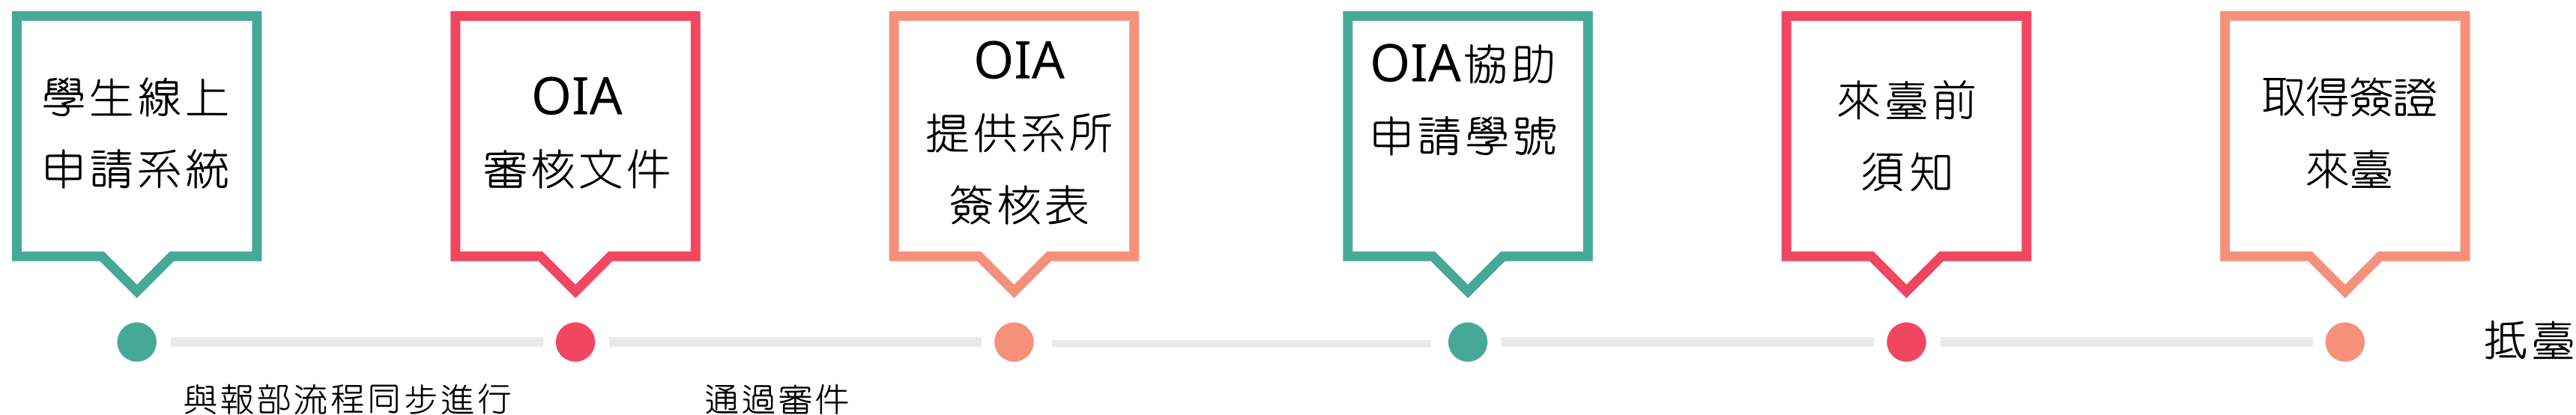 學生線上
申請系統
OIA
審核文件
OIA
提供系所
簽核表
OIA協助
申請學號
來臺前
須知
取得簽證
來臺
抵臺
與報部流程同步進行
通過審件